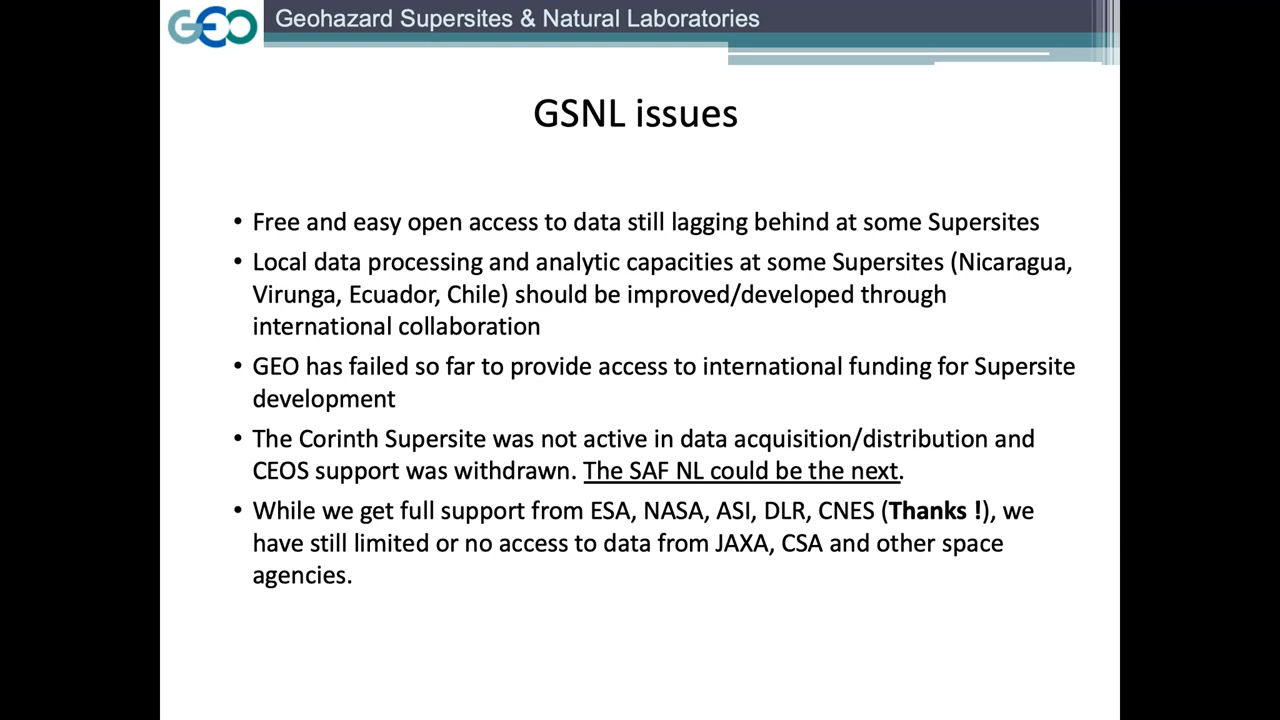 GEO
Geohazard Supersites & Natural Laboratories
GSNL issues
• Free and easy open access to data still lagging behind at some Supersites
• Local data processing and analytic capacities at some Supersites (Nicaragua,
Virunga, Ecuador, Chile) should be improved/developed through
international collaboration
• GEO has failed so far to provide access to international funding for Supersite
development
• The Corinth Supersite was not active in data acquisition/distribution and
CEOS support was withdrawn. The SAF NL could be the next.
• While we get full support from ESA, NASA, ASI, DLR, CNES (Thanks !), we
have still limited or no access to data from JAXA, CSA and other space
agencies.